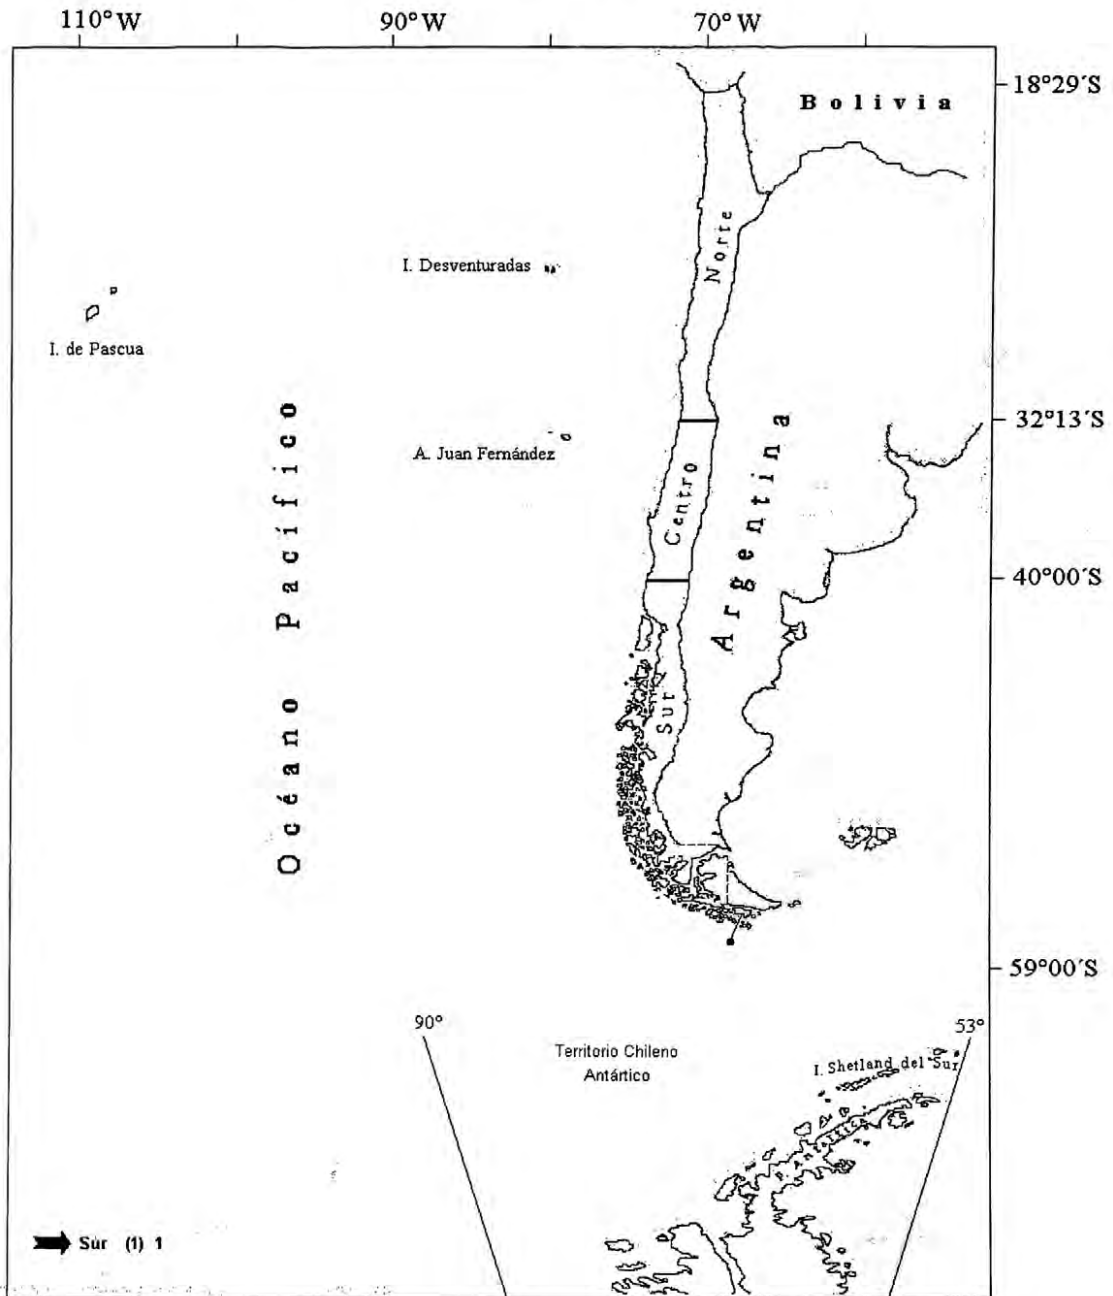 110°W 90°W 70°W
18°29´S
Bolivia
Norte
I. Desventuradas
I. de Pascua
32°13´S
A. Juan Fernández
Centro
Argentina
Océano Pacífico
40°00´S
Sur
59°00´S
90° 53°
Territorio Chileno
Antártico
I. Shetland del Sur
P. Antártica
Sur (1) 1